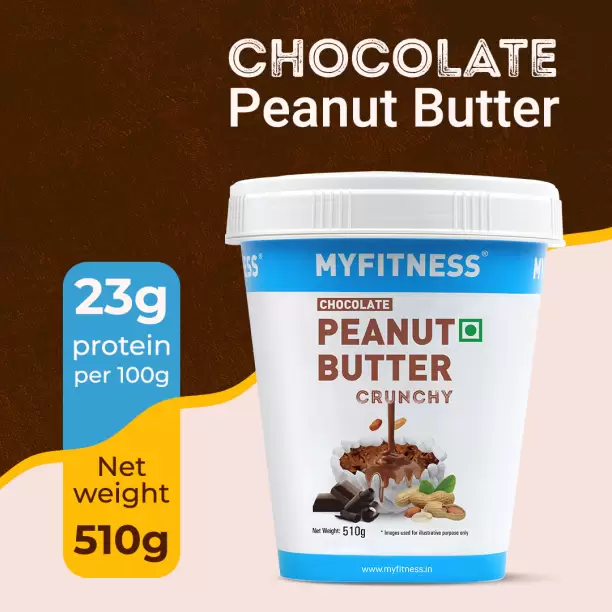 CHOCOLATE
Peanut Butter
23g
protein
per 100g
Net
weight
510g
MYFITNESS®
CHOCOLATE
PEANUT
BUTTER
CRUNCHY
Net Weight: 510g
* Images used for illustrative purpose only
www.myfitness.in